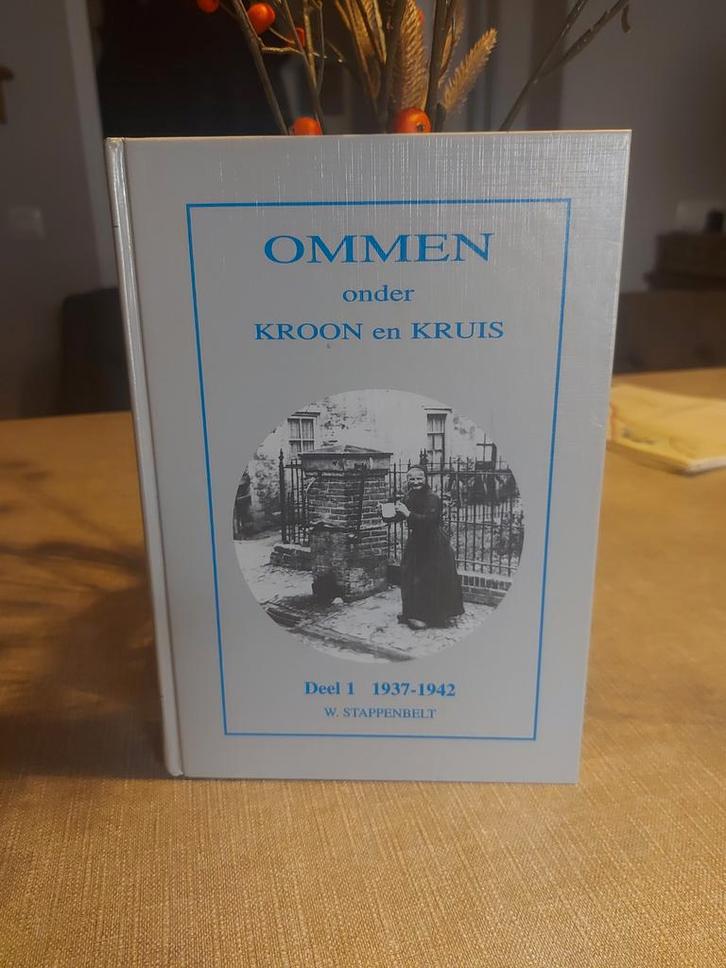 OMMEN
onder
KROON en KRUIS
Deel 1 1937-1942
W. STAPPENBELT